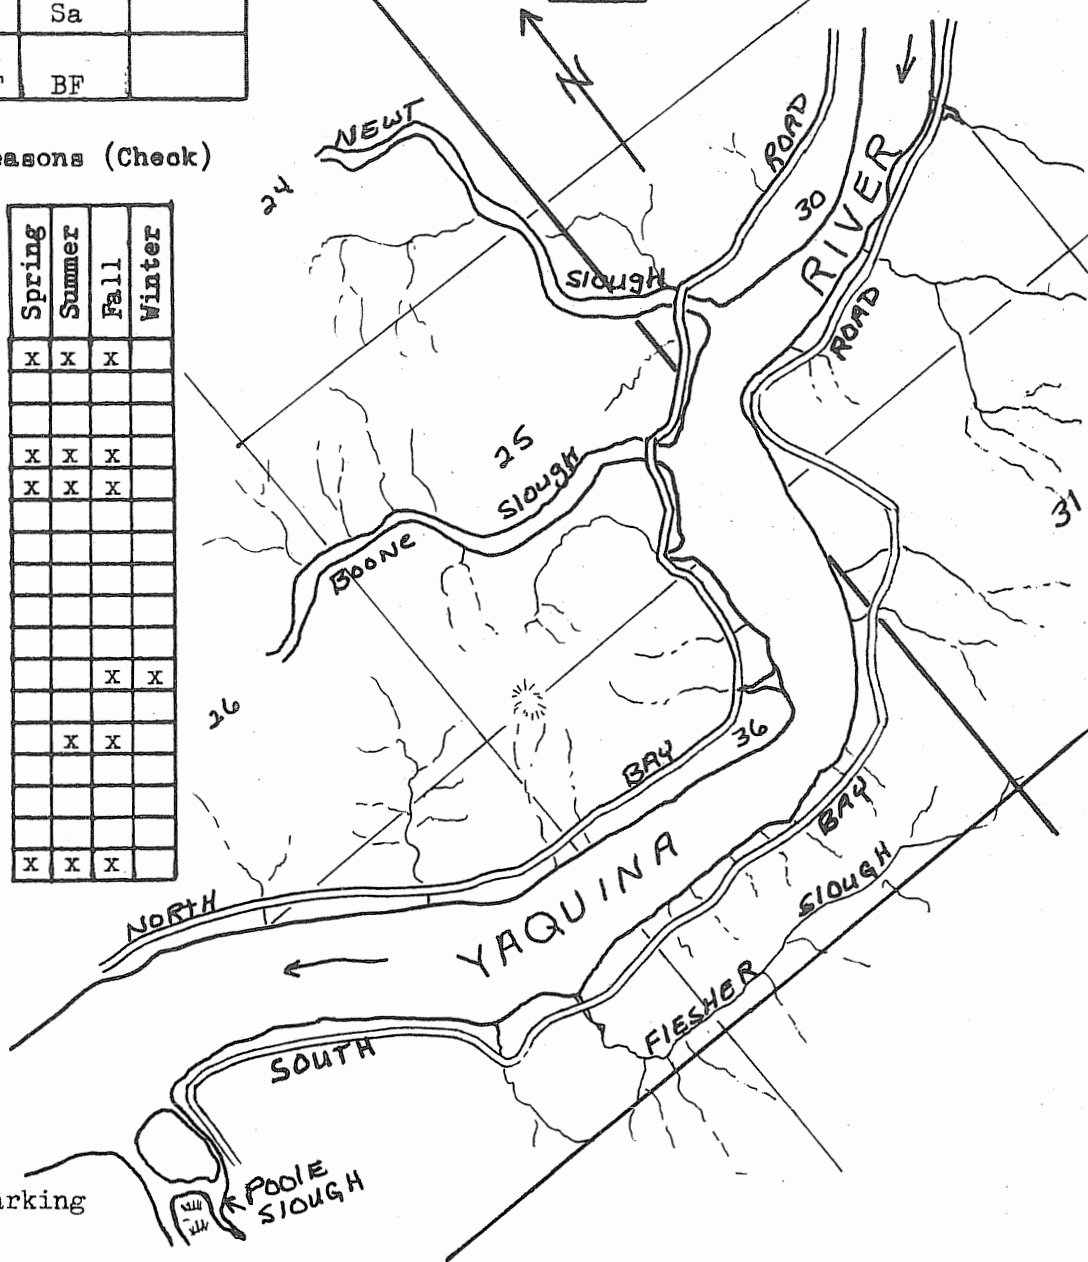 Sa
BF
easons (Check)
Spring Summer Fall Winter
x x x
x x x
x x x
x x
x x
x x x
arking
N
NEWT
Slough
24
ROAD
30
RIVER
ROAD
25
Slough
BOONE
31
26
36
BAY
NORTH
YAQUINA
BAY
SLOUGH
FIESHER
SOUTH
POOLE
SLOUGH